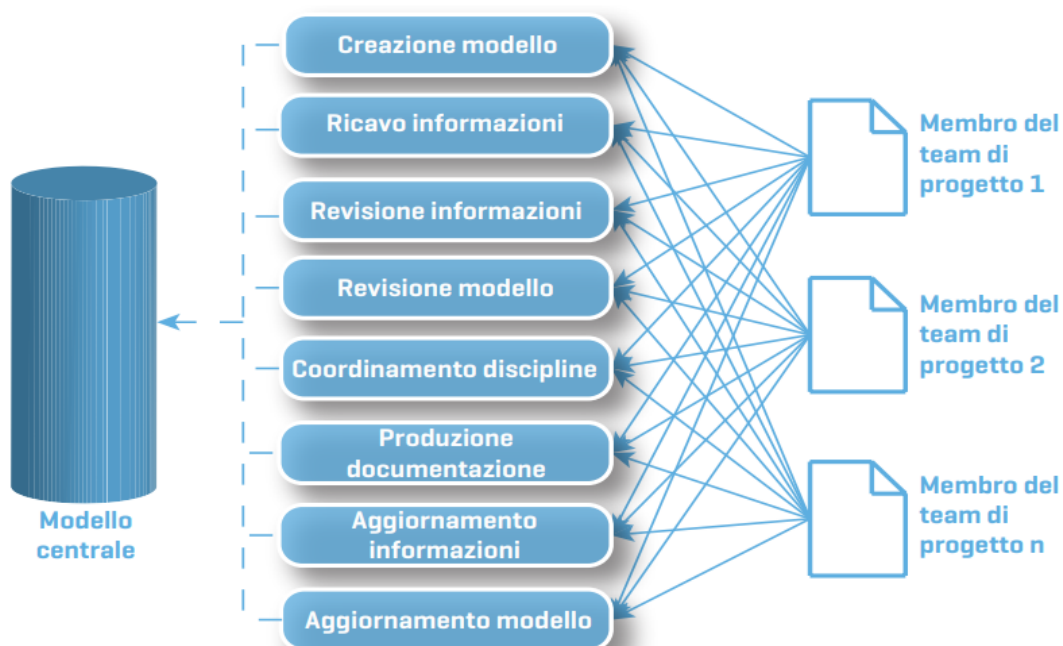 Creazione modello
Ricavo informazioni
Revisione informazioni
Revisione modello
Coordinamento discipline
Produzione
documentazione
Aggiornamento
informazioni
Aggiornamento modello
Modello
centrale
Membro del
team di
progetto 1
Membro del
team di
progetto 2
Membro del
team di
progetto n